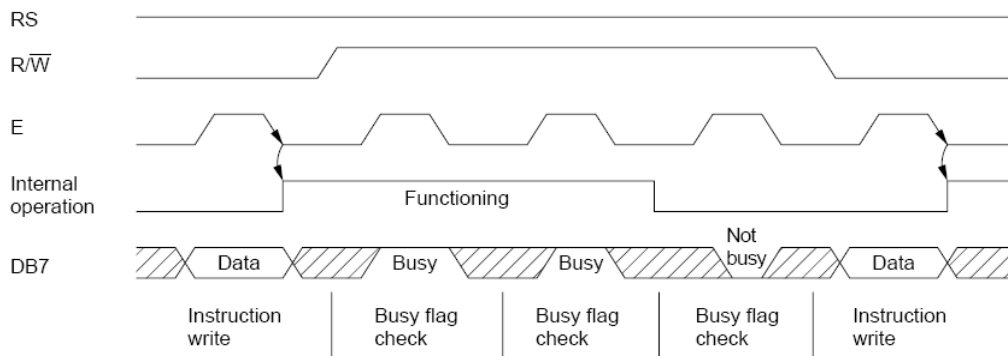 RS
R/W̅
E
Internal
operation
Functioning
DB7
Data
Busy
Busy
Not
busy
Data
Instruction
write
Busy flag
check
Busy flag
check
Busy flag
check
Instruction
write